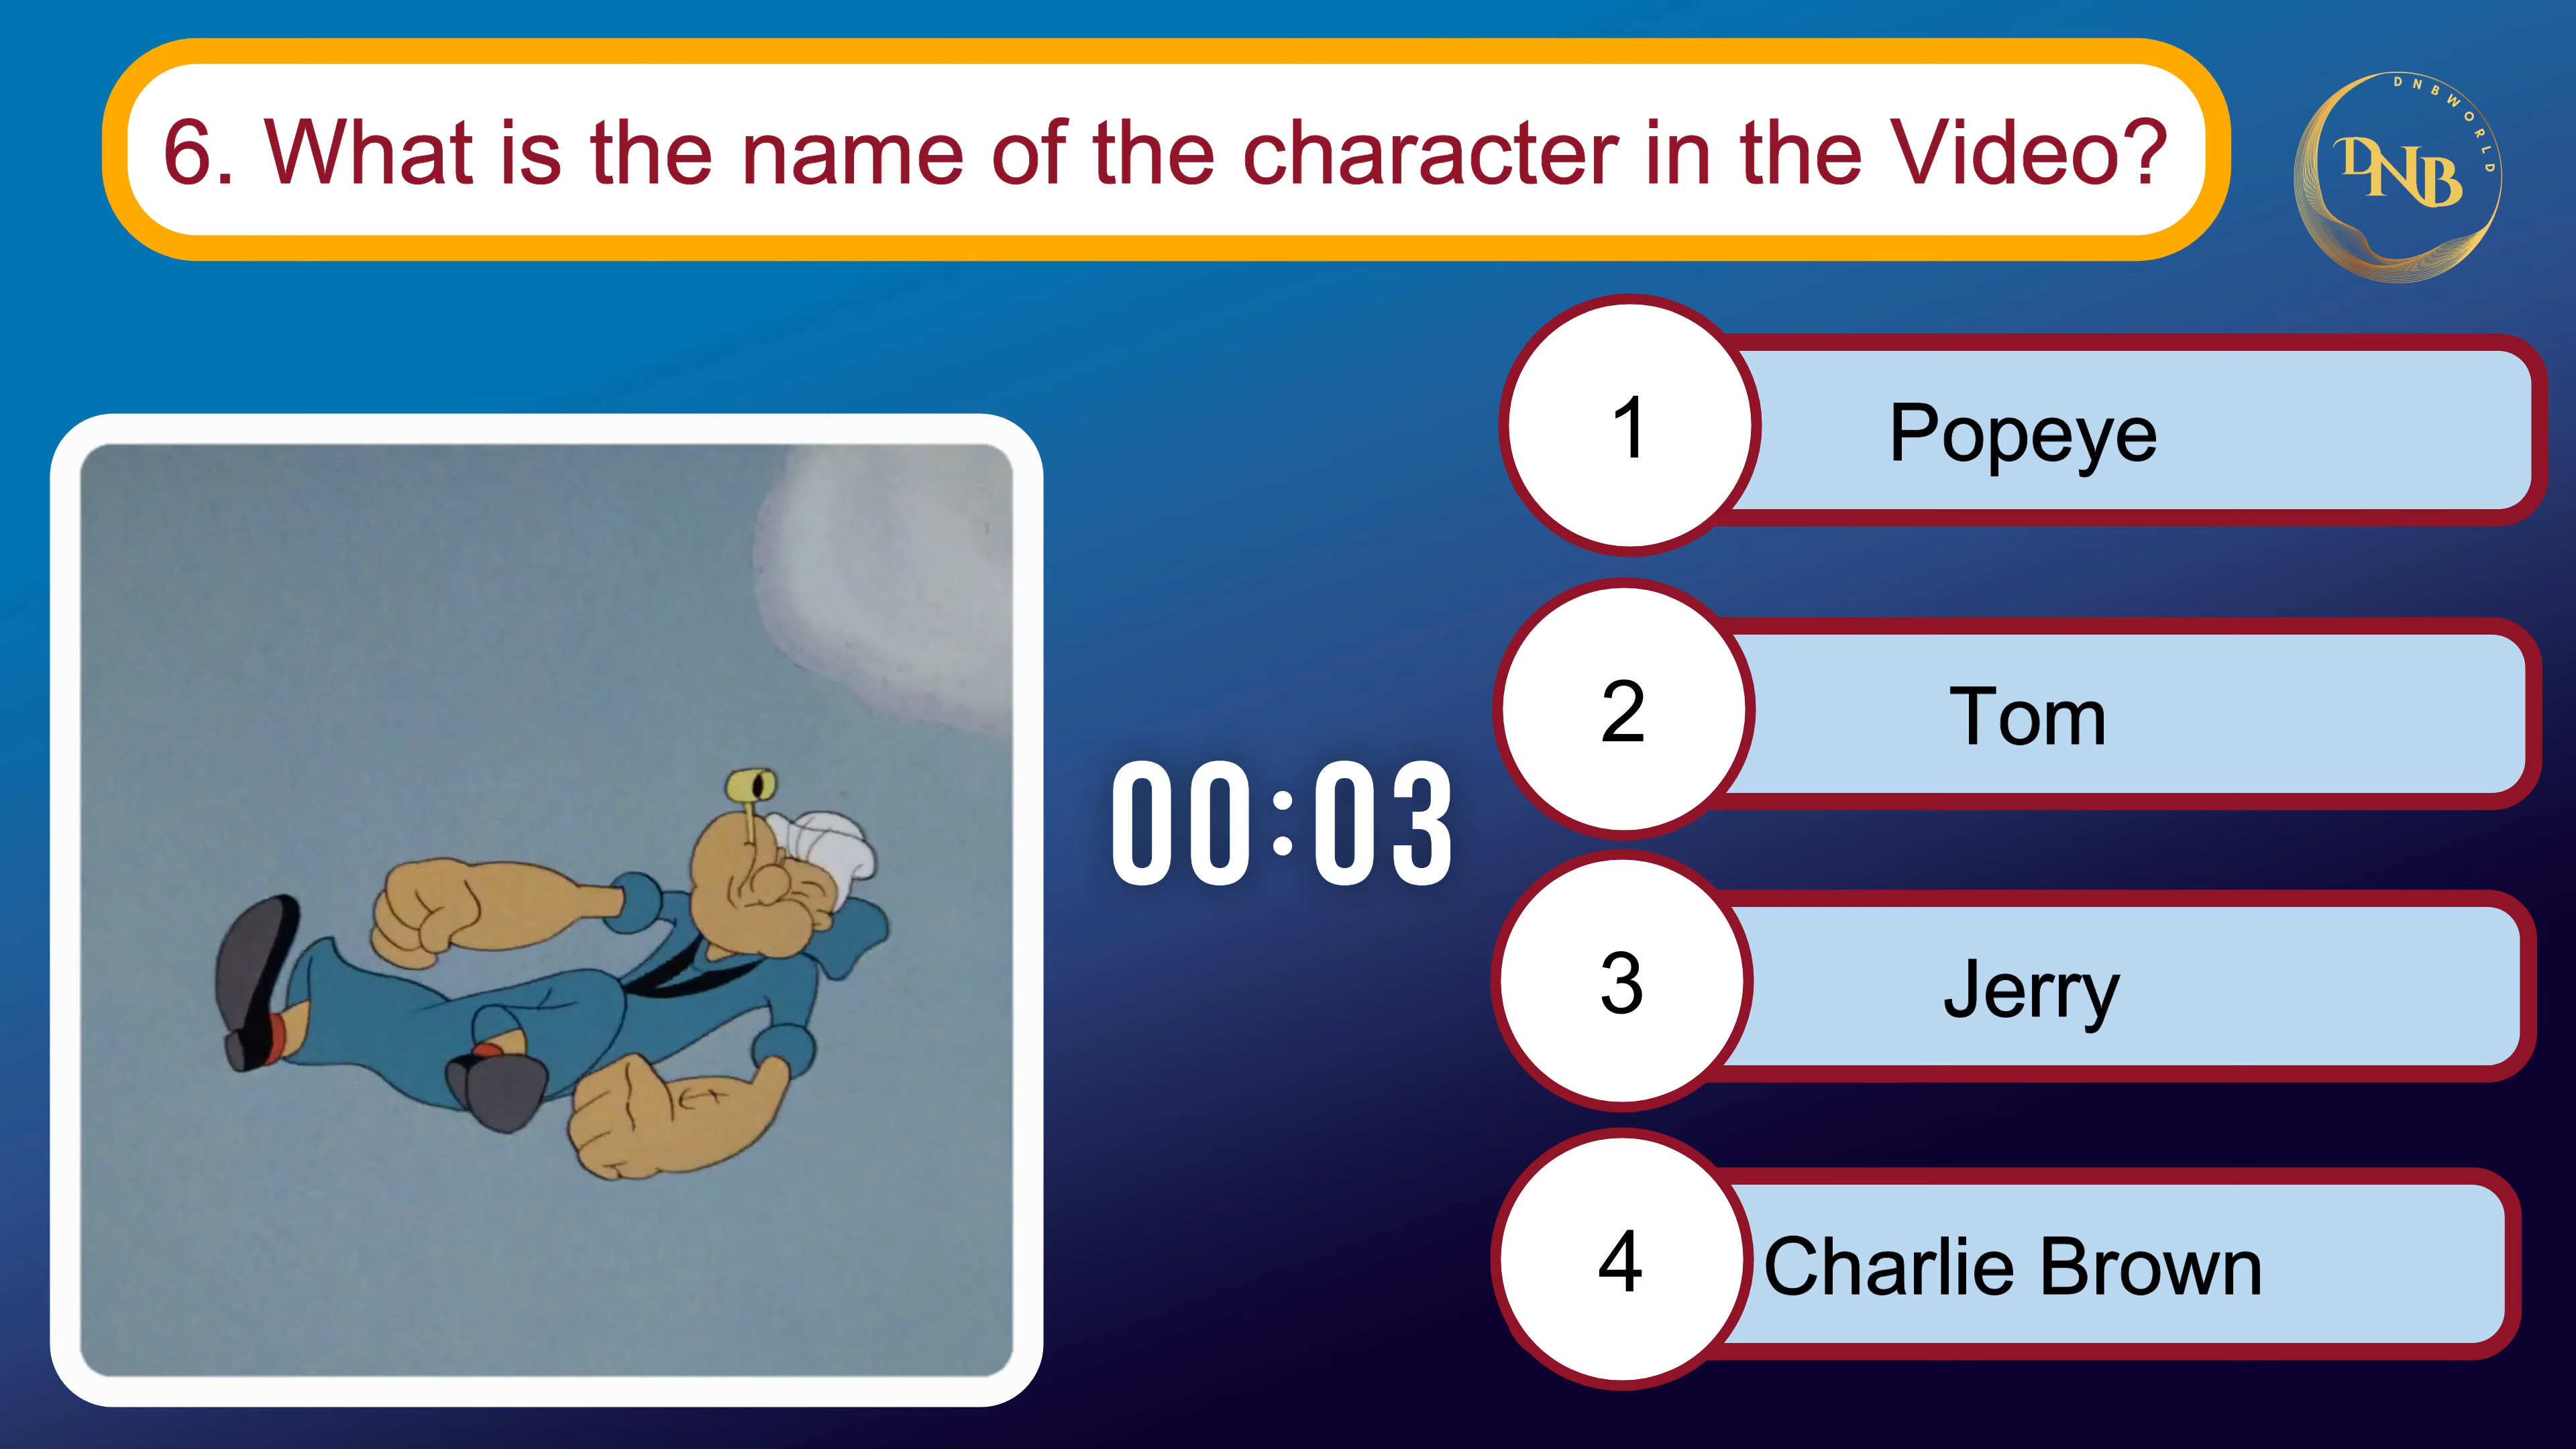 6. What is the name of the character in the Video?
DNBWORLD
DNB
1
Popeye
2
Tom
00:03
3
Jerry
4
Charlie Brown